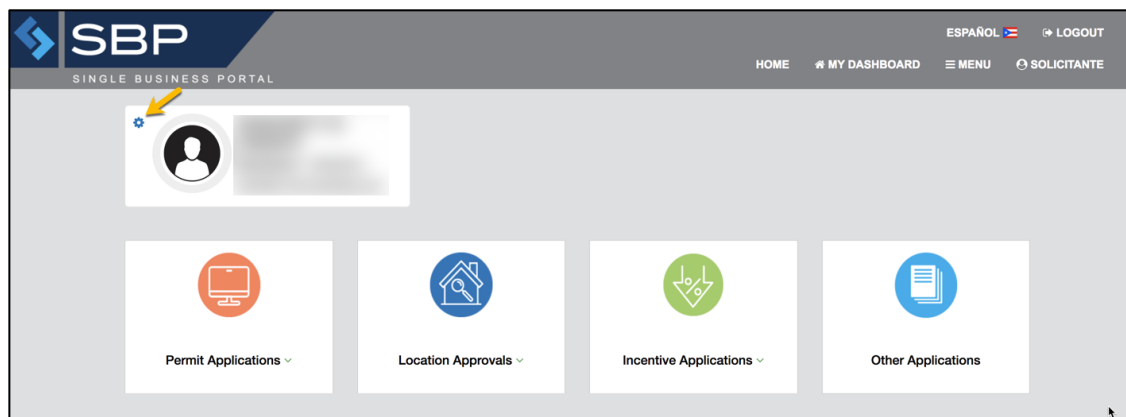 SBP
SINGLE BUSINESS PORTAL
ESPAÑOL LOGOUT
HOME MY DASHBOARD MENU SOLICITANTE
Permit Applications
Location Approvals
Incentive Applications
Other Applications